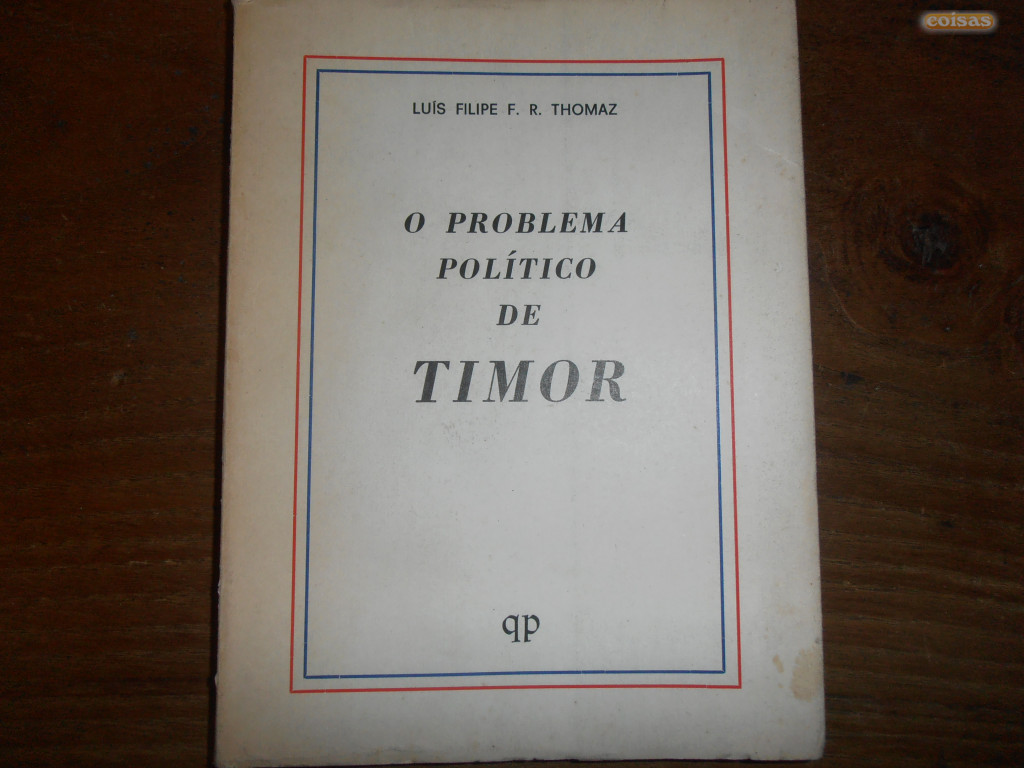 coisas
LUÍS FILIPE F. R. THOMAZ
O PROBLEMA
POLÍTICO
DE
TIMOR
qp